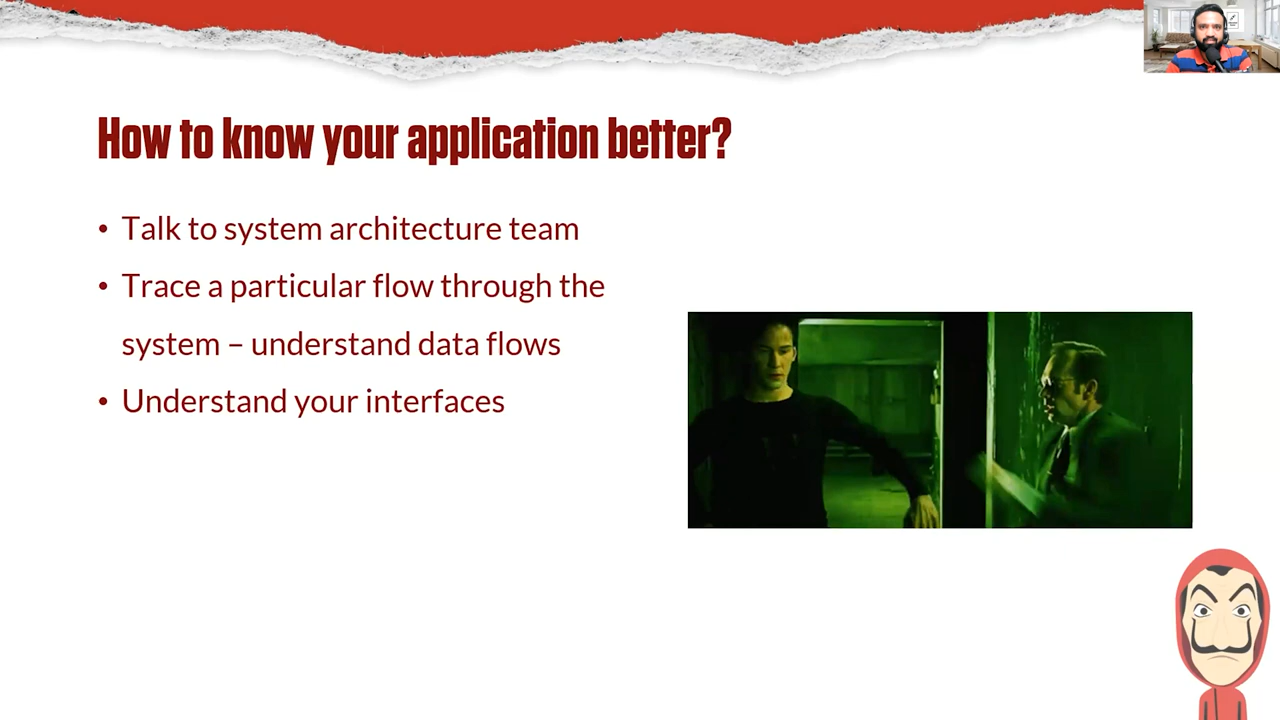 How to know your application better?
• Talk to system architecture team
• Trace a particular flow through the
system – understand data flows
• Understand your interfaces